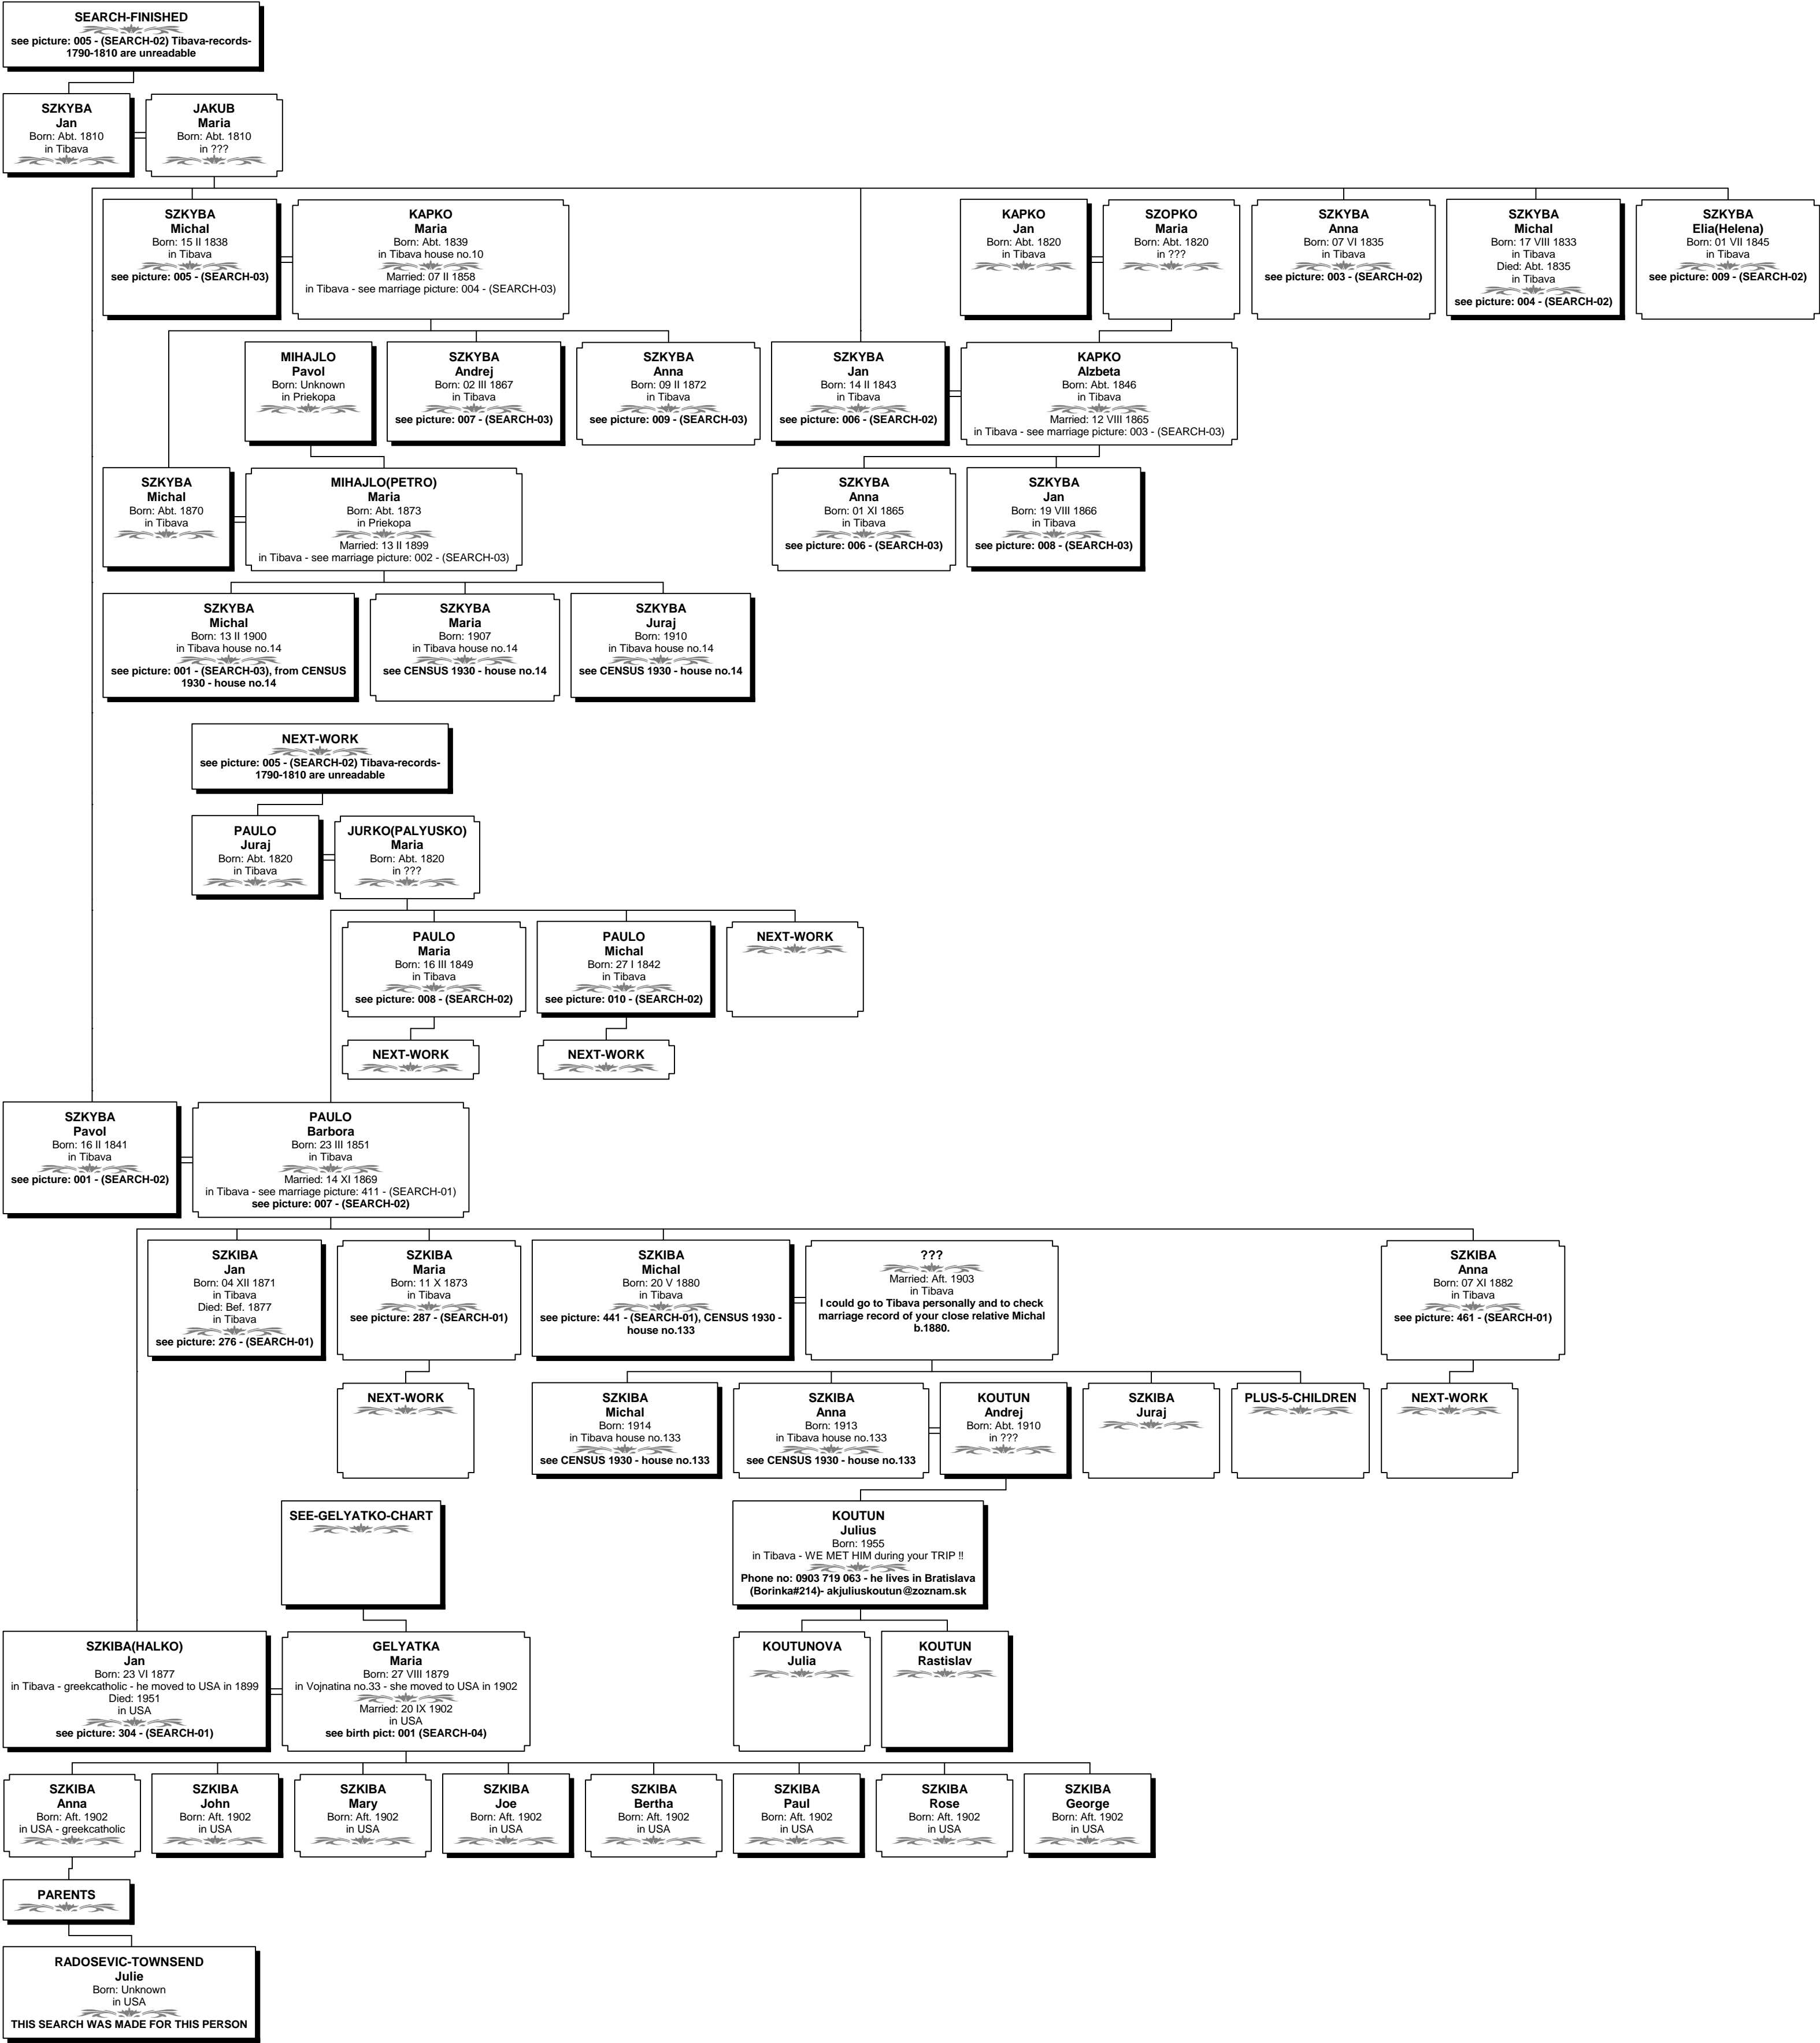 SEARCH-FINISHED
see picture: 005 - (SEARCH-02) Tibava-records-
1790-1810 are unreadable
SZKYBA
Jan
Born: Abt. 1810
in Tibava
JAKUB
Maria
Born: Abt. 1810
in ???
SZKYBA
Michal
Born: 15 II 1838
in Tibava
see picture: 005 - (SEARCH-03)
KAPKO
Maria
Born: Abt. 1839
in Tibava house no.10
Married: 07 II 1858
in Tibava - see marriage picture: 004 - (SEARCH-03)
KAPKO
Jan
Born: Abt. 1820
in Tibava
SZOPKO
Maria
Born: Abt. 1820
in ???
SZKYBA
Anna
Born: 07 VI 1835
in Tibava
see picture: 003 - (SEARCH-02)
SZKYBA
Michal
Born: 17 VIII 1833
in Tibava
Died: Abt. 1835
in Tibava
see picture: 004 - (SEARCH-02)
SZKYBA
Elia(Helena)
Born: 01 VII 1845
in Tibava
see picture: 009 - (SEARCH-02)
MIHAJLO
Pavol
Born: Unknown
in Priekopa
SZKYBA
Andrej
Born: 02 III 1867
in Tibava
see picture: 007 - (SEARCH-03)
SZKYBA
Anna
Born: 09 II 1872
in Tibava
see picture: 009 - (SEARCH-03)
SZKYBA
Jan
Born: 14 II 1843
in Tibava
see picture: 006 - (SEARCH-02)
KAPKO
Alzbeta
Born: Abt. 1846
in Tibava
Married: 12 VIII 1865
in Tibava - see marriage picture: 003 - (SEARCH-03)
SZKYBA
Michal
Born: Abt. 1870
in Tibava
MIHAJLO(PETRO)
Maria
Born: Abt. 1873
in Priekopa
Married: 13 II 1899
in Tibava - see marriage picture: 002 - (SEARCH-03)
SZKYBA
Anna
Born: 01 XI 1865
in Tibava
see picture: 006 - (SEARCH-03)
SZKYBA
Jan
Born: 19 VIII 1866
in Tibava
see picture: 008 - (SEARCH-03)
SZKYBA
Michal
Born: 13 II 1900
in Tibava house no.14
see picture: 001 - (SEARCH-03), from CENSUS
1930 - house no.14
SZKYBA
Maria
Born: 1907
in Tibava house no.14
see CENSUS 1930 - house no.14
SZKYBA
Juraj
Born: 1910
in Tibava house no.14
see CENSUS 1930 - house no.14
NEXT-WORK
see picture: 005 - (SEARCH-02) Tibava-records-
1790-1810 are unreadable
PAULO
Juraj
Born: Abt. 1820
in Tibava
JURKO(PALYUSKO)
Maria
Born: Abt. 1820
in ???
PAULO
Maria
Born: 16 III 1849
in Tibava
see picture: 008 - (SEARCH-02)
PAULO
Michal
Born: 27 I 1842
in Tibava
see picture: 010 - (SEARCH-02)
NEXT-WORK
NEXT-WORK
NEXT-WORK
SZKYBA
Pavol
Born: 16 II 1841
in Tibava
see picture: 001 - (SEARCH-02)
PAULO
Barbora
Born: 23 III 1851
in Tibava
Married: 14 XI 1869
in Tibava - see marriage picture: 411 - (SEARCH-01)
see picture: 007 - (SEARCH-02)
SZKIBA
Jan
Born: 04 XII 1871
in Tibava
Died: Bef. 1877
in Tibava
see picture: 276 - (SEARCH-01)
SZKIBA
Maria
Born: 11 X 1873
in Tibava
see picture: 287 - (SEARCH-01)
SZKIBA
Michal
Born: 20 V 1880
in Tibava
see picture: 441 - (SEARCH-01), CENSUS 1930 -
house no.133
???
Married: Aft. 1903
in Tibava
I could go to Tibava personally and to check
marriage record of your close relative Michal
b.1880.
SZKIBA
Anna
Born: 07 XI 1882
in Tibava
see picture: 461 - (SEARCH-01)
NEXT-WORK
SZKIBA
Michal
Born: 1914
in Tibava house no.133
see CENSUS 1930 - house no.133
SZKIBA
Anna
Born: 1913
in Tibava house no.133
see CENSUS 1930 - house no.133
KOUTUN
Andrej
Born: Abt. 1910
in ???
SZKIBA
Juraj
PLUS-5-CHILDREN
NEXT-WORK
SEE-GELYATKO-CHART
KOUTUN
Julius
Born: 1955
in Tibava - WE MET HIM during your TRIP !!
Phone no: 0903 719 063 - he lives in Bratislava
(Borinka#214)- akjuliuskoutun@zoznam.sk
SZKIBA(HALKO)
Jan
Born: 23 VI 1877
in Tibava - greekcatholic - he moved to USA in 1899
Died: 1951
in USA
see picture: 304 - (SEARCH-01)
GELYATKA
Maria
Born: 27 VIII 1879
in Vojnatina no.33 - she moved to USA in 1902
Married: 20 IX 1902
in USA
see birth pict: 001 (SEARCH-04)
KOUTUNOVA
Julia
KOUTUN
Rastislav
SZKIBA
Anna
Born: Aft. 1902
in USA - greekcatholic
SZKIBA
John
Born: Aft. 1902
in USA
SZKIBA
Mary
Born: Aft. 1902
in USA
SZKIBA
Joe
Born: Aft. 1902
in USA
SZKIBA
Bertha
Born: Aft. 1902
in USA
SZKIBA
Paul
Born: Aft. 1902
in USA
SZKIBA
Rose
Born: Aft. 1902
in USA
SZKIBA
George
Born: Aft. 1902
in USA
PARENTS
RADOSEVIC-TOWNSEND
Julie
Born: Unknown
in USA
THIS SEARCH WAS MADE FOR THIS PERSON